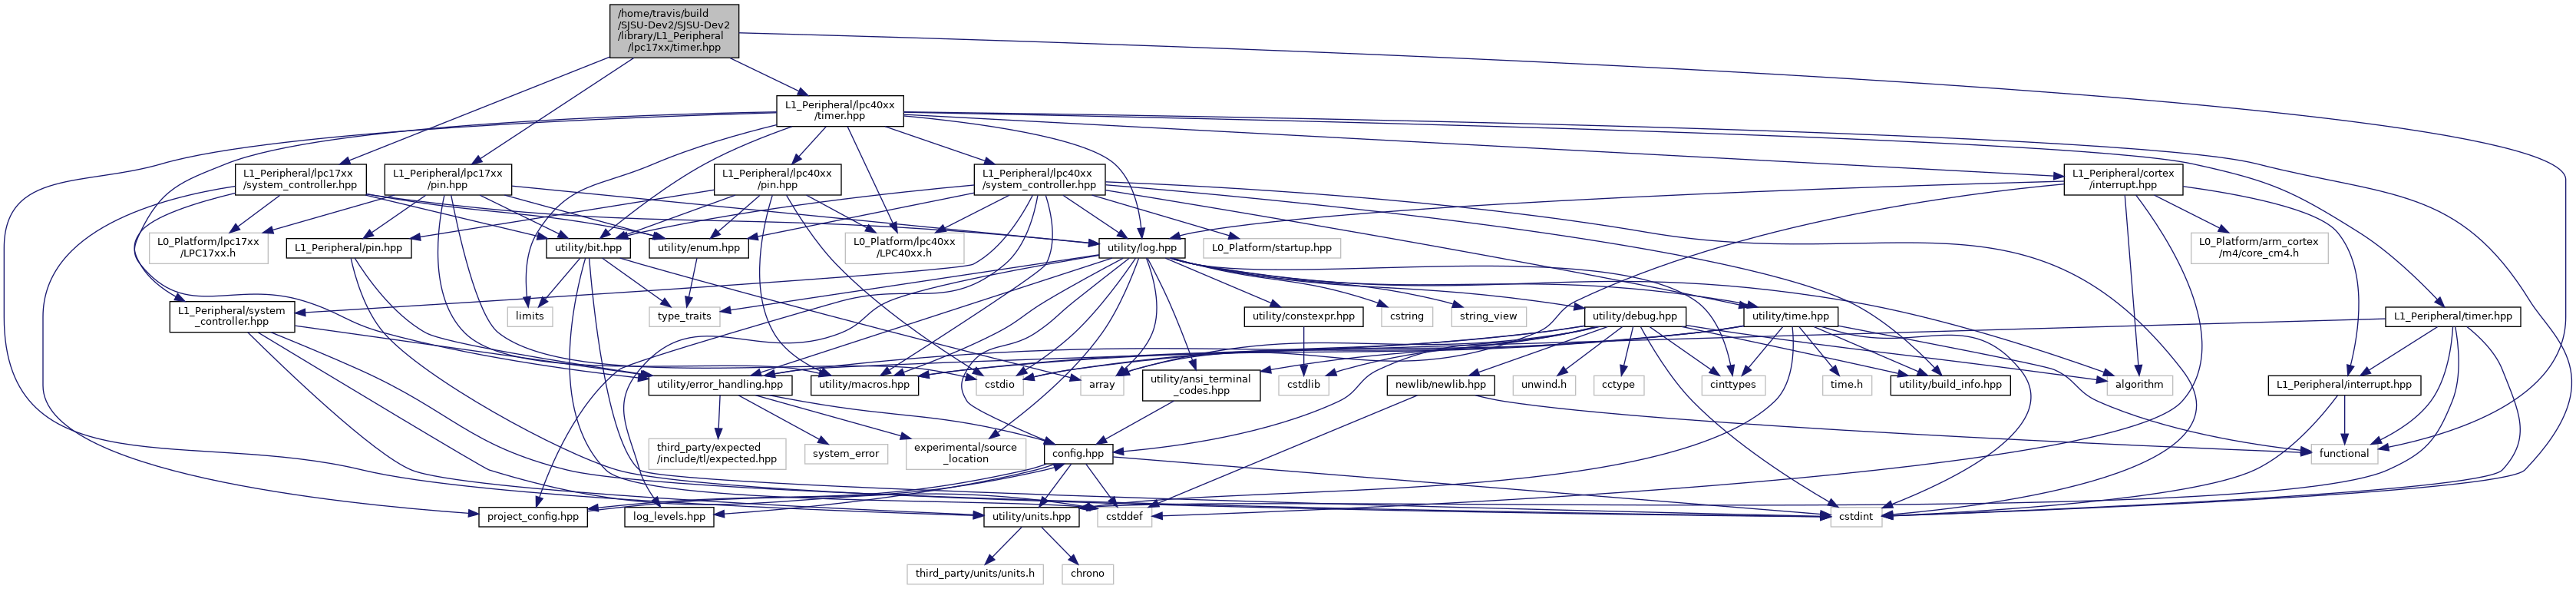 /home/travis/build
/SJSU-Dev2/SJSU-Dev2
/library/L1_Peripheral
/lpc17xx/timer.hpp
L1_Peripheral/lpc40xx
/timer.hpp
L1_Peripheral/lpc17xx
/system_controller.hpp
L1_Peripheral/lpc17xx
/pin.hpp
L1_Peripheral/lpc40xx
/pin.hpp
L1_Peripheral/lpc40xx
/system_controller.hpp
L1_Peripheral/cortex
/interrupt.hpp
L0_Platform/lpc17xx
/LPC17xx.h
L1_Peripheral/pin.hpp
utility/bit.hpp
utility/enum.hpp
L0_Platform/lpc40xx
/LPC40xx.h
utility/log.hpp
L0_Platform/startup.hpp
L0_Platform/arm_cortex
/m4/core_cm4.h
L1_Peripheral/system
_controller.hpp
limits
type_traits
utility/constexpr.hpp
cstring
string_view
utility/debug.hpp
utility/time.hpp
L1_Peripheral/timer.hpp
utility/error_handling.hpp
utility/macros.hpp
cstdio
array
utility/ansi_terminal
_codes.hpp
cstdlib
newlib/newlib.hpp
unwind.h
cctype
cinttypes
time.h
utility/build_info.hpp
algorithm
L1_Peripheral/interrupt.hpp
third_party/expected
/include/tl/expected.hpp
system_error
experimental/source
_location
config.hpp
functional
project_config.hpp
log_levels.hpp
utility/units.hpp
cstddef
cstdint
third_party/units/units.h
chrono